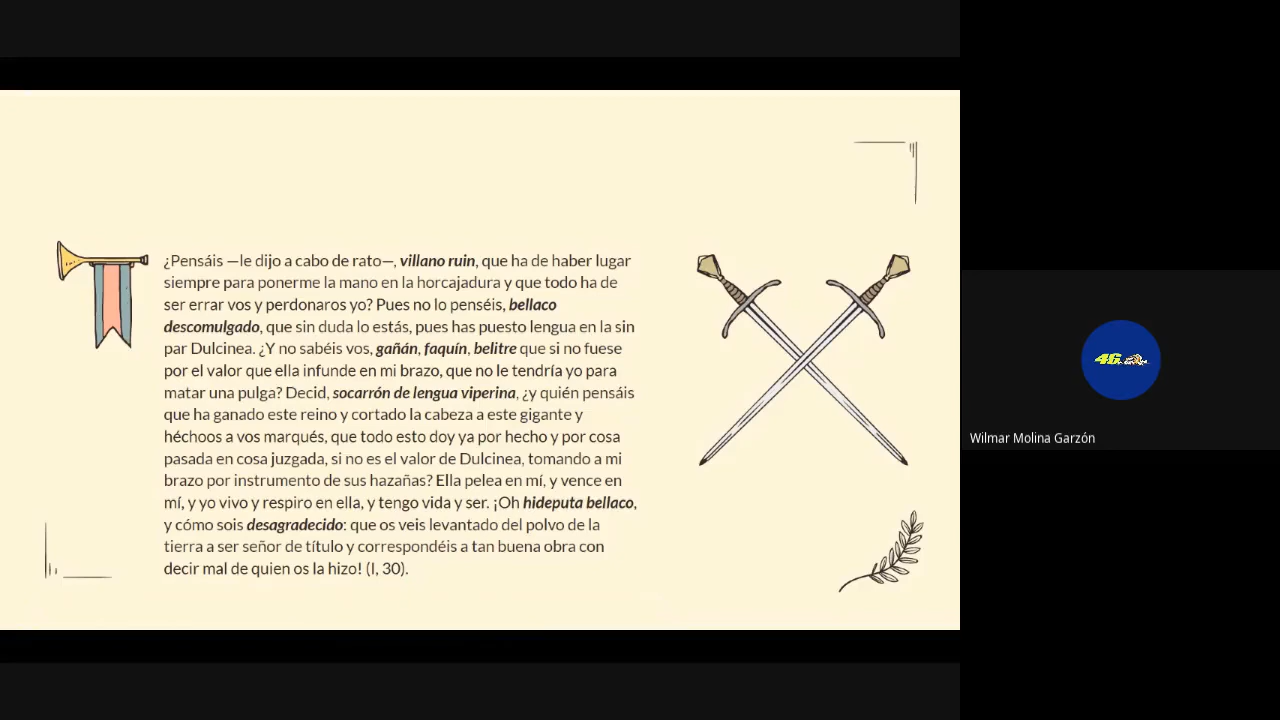 ¿Pensáis —le dijo a cabo de rato—, villano ruin, que ha de haber lugar
siempre para ponerme la mano en la horcajadura y que todo ha de
ser errar vos y perdonaros yo? Pues no lo penséis, bellaco
descomulgado, que sin duda lo estás, pues has puesto lengua en la sin
par Dulcinea. ¿Y no sabéis vos, gañán, faquín, belitre que si no fuese
por el valor que ella infunde en mi brazo, que no le tendría yo para
matar una pulga? Decid, socarrón de lengua viperina, ¿y quién pensáis
que ha ganado este reino y cortado la cabeza a este gigante y
héchoos a vos marqués, que todo esto doy ya por hecho y por cosa
pasada en cosa juzgada, si no es el valor de Dulcinea, tomando a mi
brazo por instrumento de sus hazañas? Ella pelea en mí, y vence en
mí, y yo vivo y respiro en ella, y tengo vida y ser. ¡Oh hideputa bellaco,
y cómo sois desagradecido: que os veis levantado del polvo de la
tierra a ser señor de título y correspondéis a tan buena obra con
decir mal de quien os la hizo! (I, 30).
46
Wilmar Molina Garzón